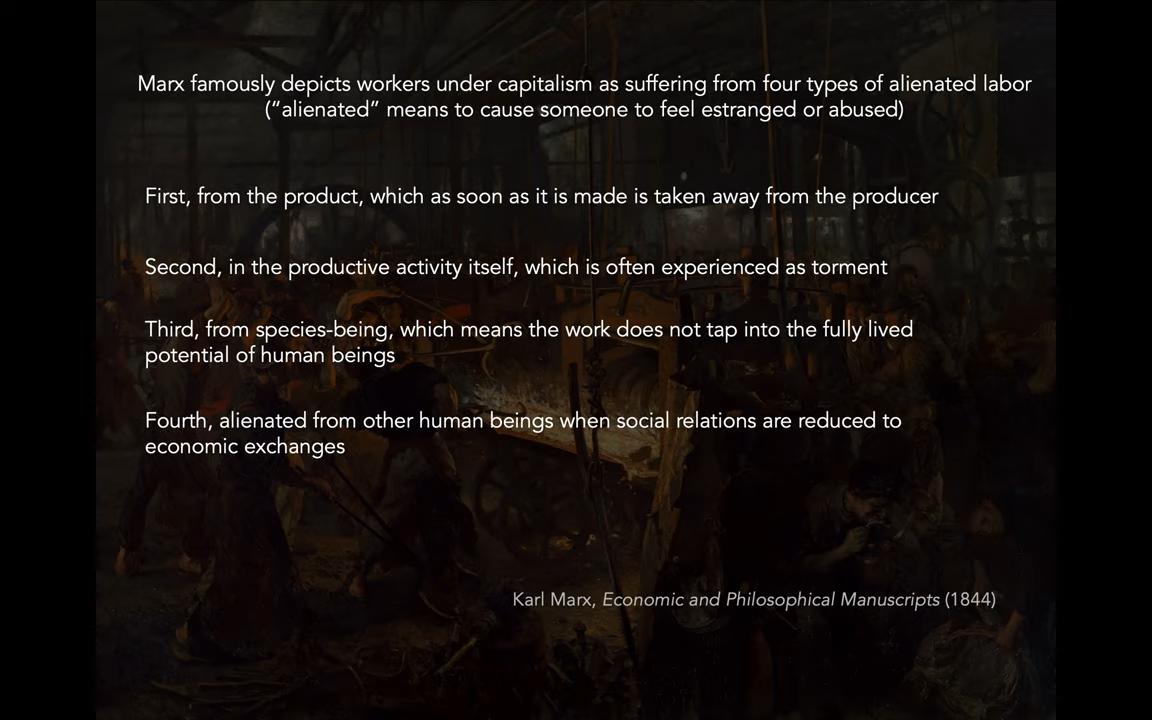 Marx famously depicts workers under capitalism as suffering from four types of alienated labor
(“alienated” means to cause someone to feel estranged or abused)
First, from the product, which as soon as it is made is taken away from the producer
Second, in the productive activity itself, which is often experienced as torment
Third, from species-being, which means the work does not tap into the fully lived
potential of human beings
Fourth, alienated from other human beings when social relations are reduced to
economic exchanges
Karl Marx, Economic and Philosophical Manuscripts (1844)